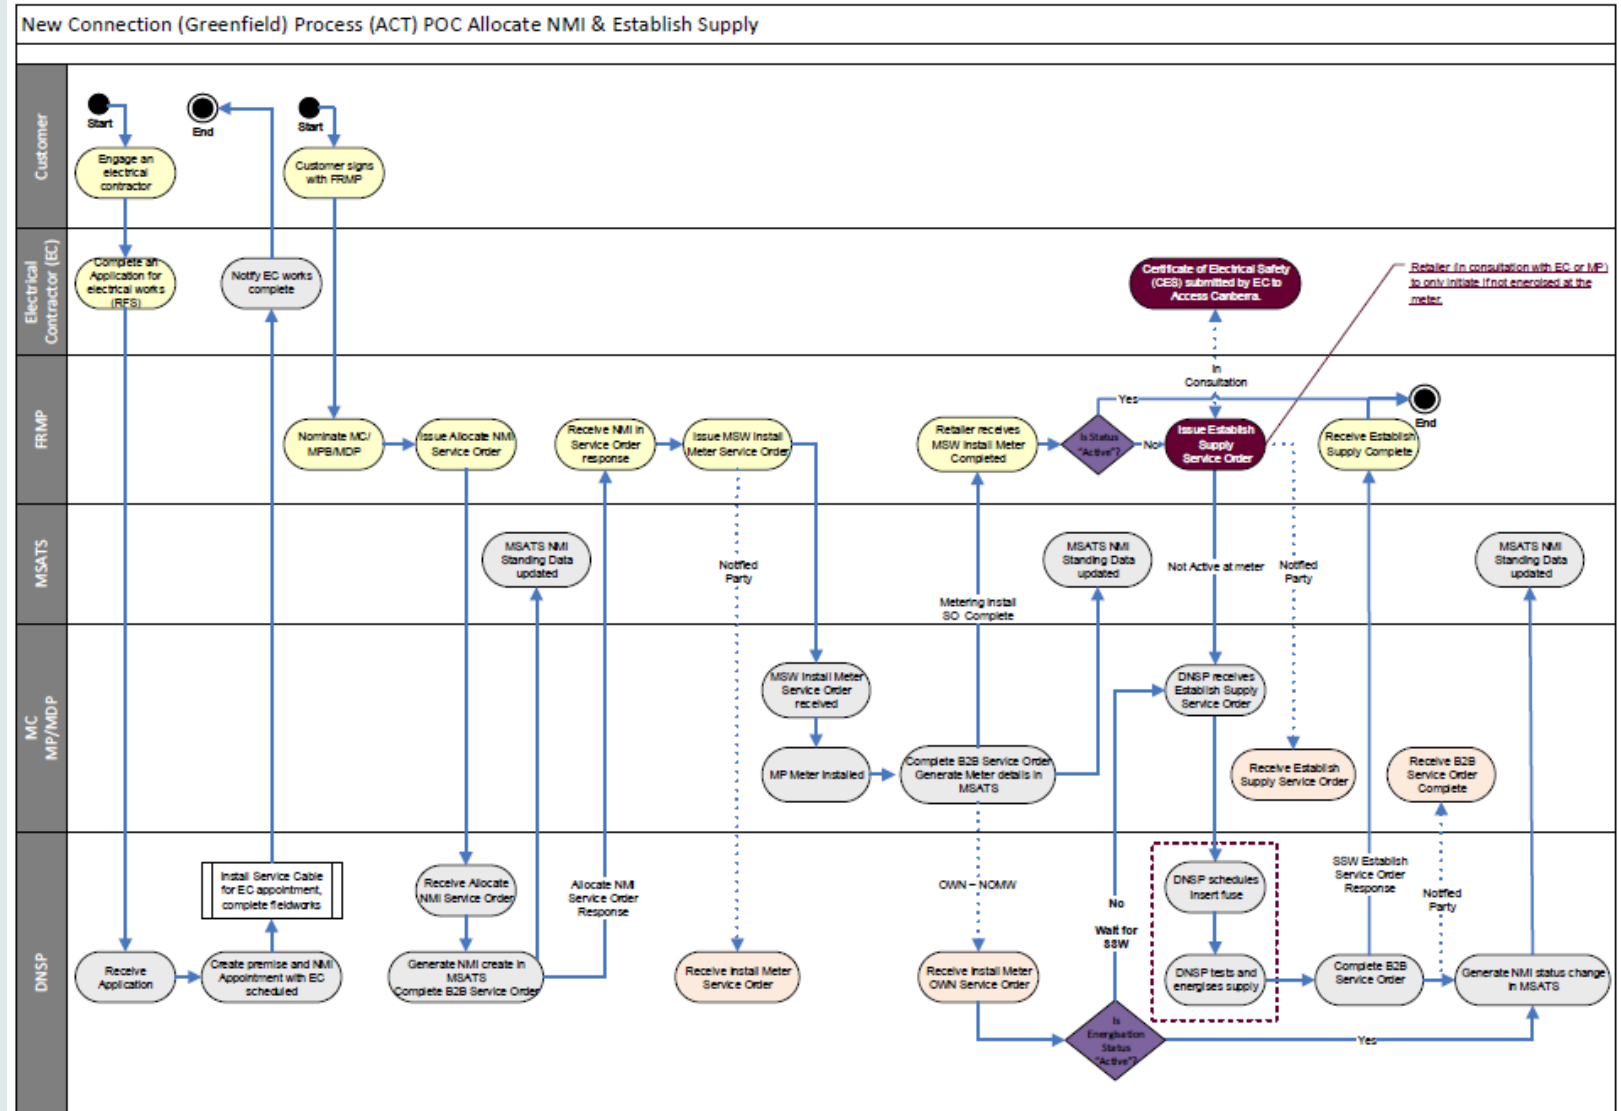 New Connection (Greenfield) Process (ACT) POC Allocate NMI & Establish Supply
Customer
Start
End
Start
Engage an
electrical
contractor
Customer signs
with FRMP
Electrical
Contractor (EC)
Complete an
Application for
electrical works
(RFS)
Notify EC works
complete
Certificate of Electrical Safety
(CES) submitted by EC to
Access Canberra.
Retailer (in consultation with EC or MP)
to only initiate if not energised at the
meter.
FRMP
In
Consultation
Nominate MC/
MPB/MDP
Issue Allocate NMI
Service Order
Receive NMI in
Service Order
response
Issue MSW Install
Meter Service Order
Retailer receives
MSW Install Meter
Completed
Is Status
"Active"?
Yes
No
Issue Establish
Supply
Service Order
Receive Establish
Supply Complete
End
MSATS
MSATS NMI
Standing Data
updated
Notified
Party
Metering Install
SO Complete
MSATS NMI
Standing Data
updated
Not Active at meter
Notified
Party
MSATS NMI
Standing Data
updated
MC
MP/MDP
MSW Install Meter
Service Order
received
MP Meter Installed
Complete B2B Service Order
Generate Meter details in
MSATS
DNSP receives
Establish Supply
Service Order
Receive Establish
Supply Service Order
Receive B2B
Service Order
Complete
DNSP
Install Service Cable
for EC appointment,
complete fieldworks
Receive
Application
Create premise and NMI
Appointment with EC
scheduled
Receive Allocate
NMI Service Order
Generate NMI create in
MSATS
Complete B2B Service Order
Allocate NMI
Service Order
Response
Receive Install Meter
Service Order
OWN – NOMW
Receive Install Meter
OWN Service Order
No
Wait for
SSW
Is
Energisation
Status
"Active"?
Yes
DNSP schedules
insert fuse
DNSP tests and
energises supply
SSW Establish
Service Order
Response
Complete B2B
Service Order
Notified
Party
Generate NMI status change
in MSATS